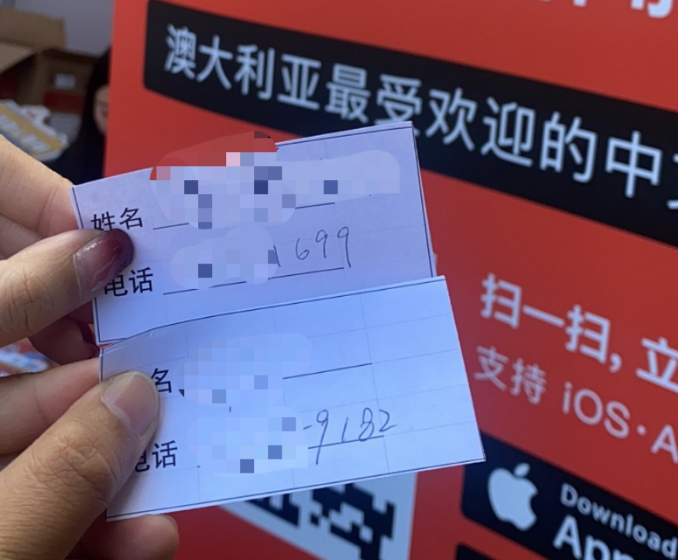 澳大利亚最受欢迎的中
姓名
电话 1699
名
电话 -9182
扫一扫, 立
支持 iOS·A
Download
App